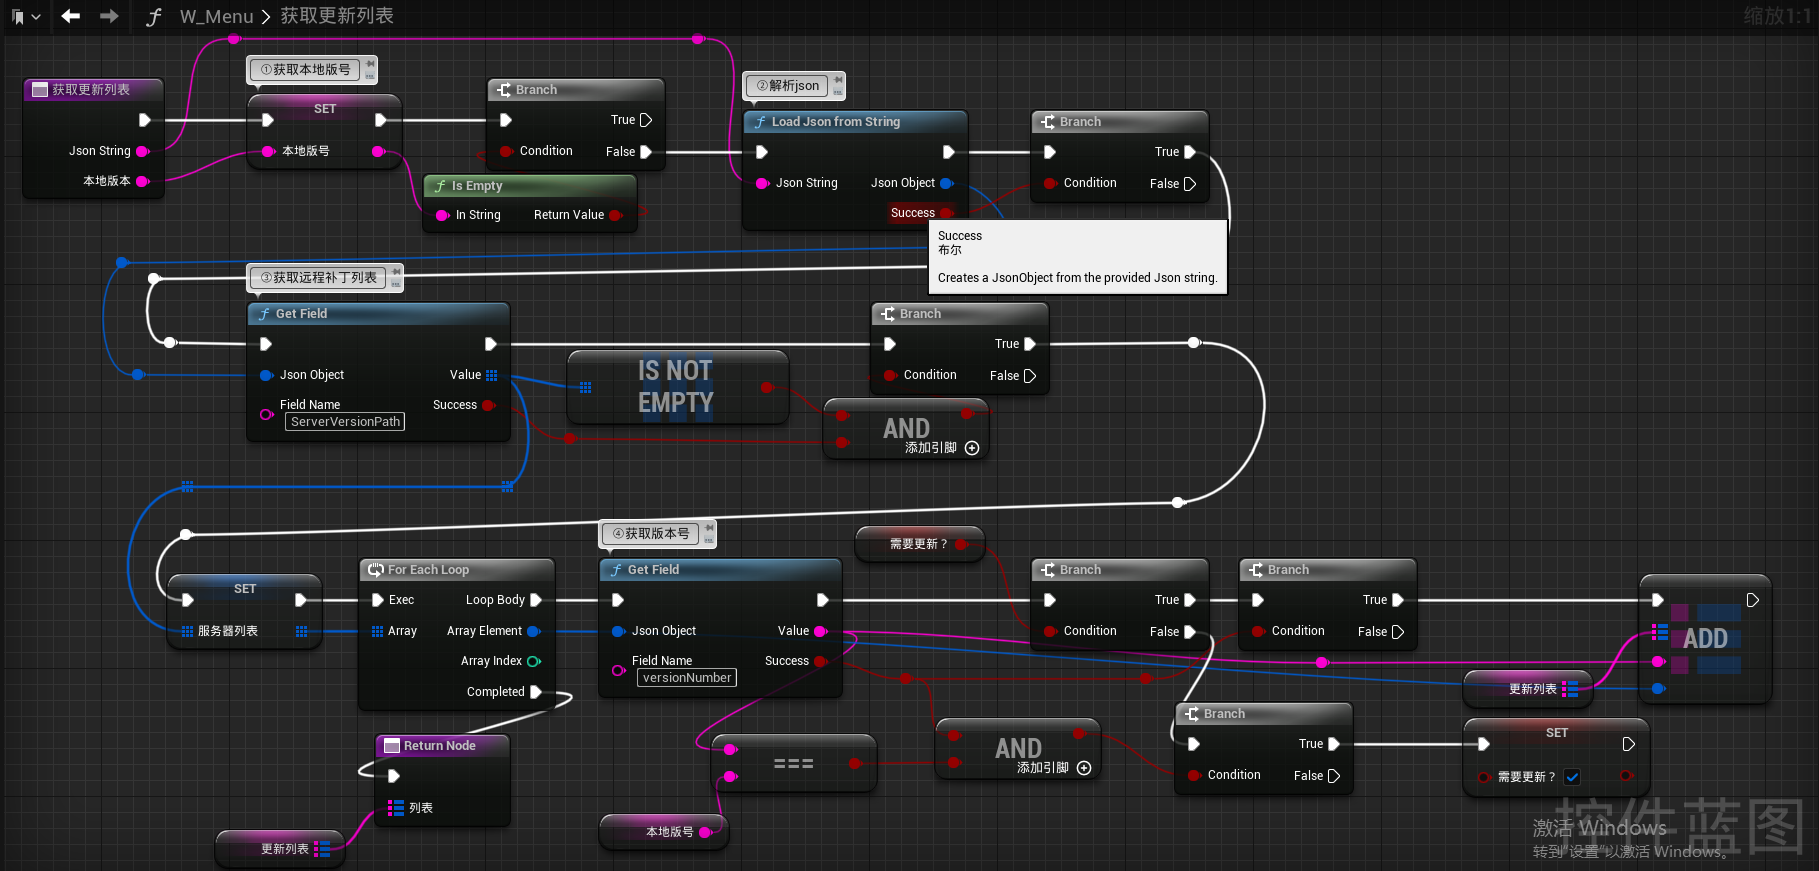 W_Menu > 获取更新列表
缩放1:1
①获取本地版号
获取更新列表
Json String
本地版本
SET
本地版号
Branch
True
Condition
False
Is Empty
In String
Return Value
②解析json
Load Json from String
Json String
Json Object
Success
Branch
True
Condition
False
Success
布尔
Creates a JsonObject from the provided Json string.
③获取远程补丁列表
Get Field
Json Object
Value
Field Name
ServerVersionPath
Success
IS NOT
EMPTY
Branch
True
Condition
False
AND
添加引脚
SET
服务器列表
For Each Loop
Exec
Loop Body
Array
Array Element
Array Index
Completed
④获取版本号
Get Field
Json Object
Value
Field Name
versionNumber
Success
需要更新？
Branch
True
Condition
False
Branch
True
Condition
False
ADD
更新列表
Return Node
列表
更新列表
===
本地版号
AND
添加引脚
Branch
True
Condition
False
SET
需要更新？
控件蓝图
激活 Windows
转到"设置"以激活 Windows。